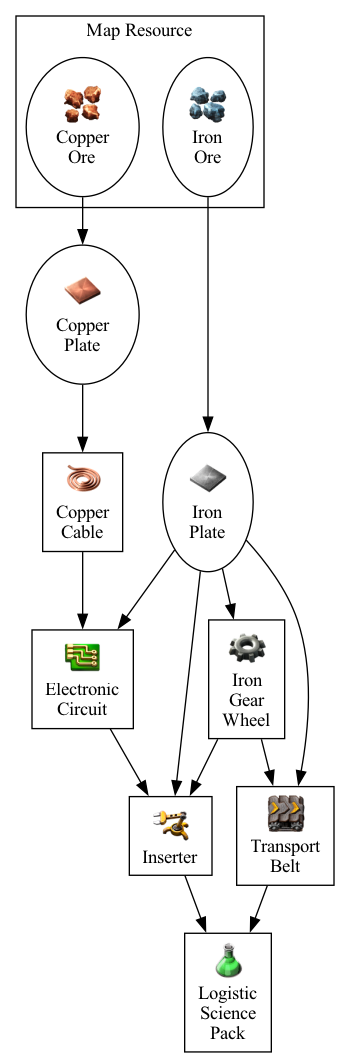 Map Resource
Copper
Ore
Iron
Ore
Copper
Plate
Copper
Cable
Iron
Plate
Electronic
Circuit
Iron
Gear
Wheel
Inserter
Transport
Belt
Logistic
Science
Pack